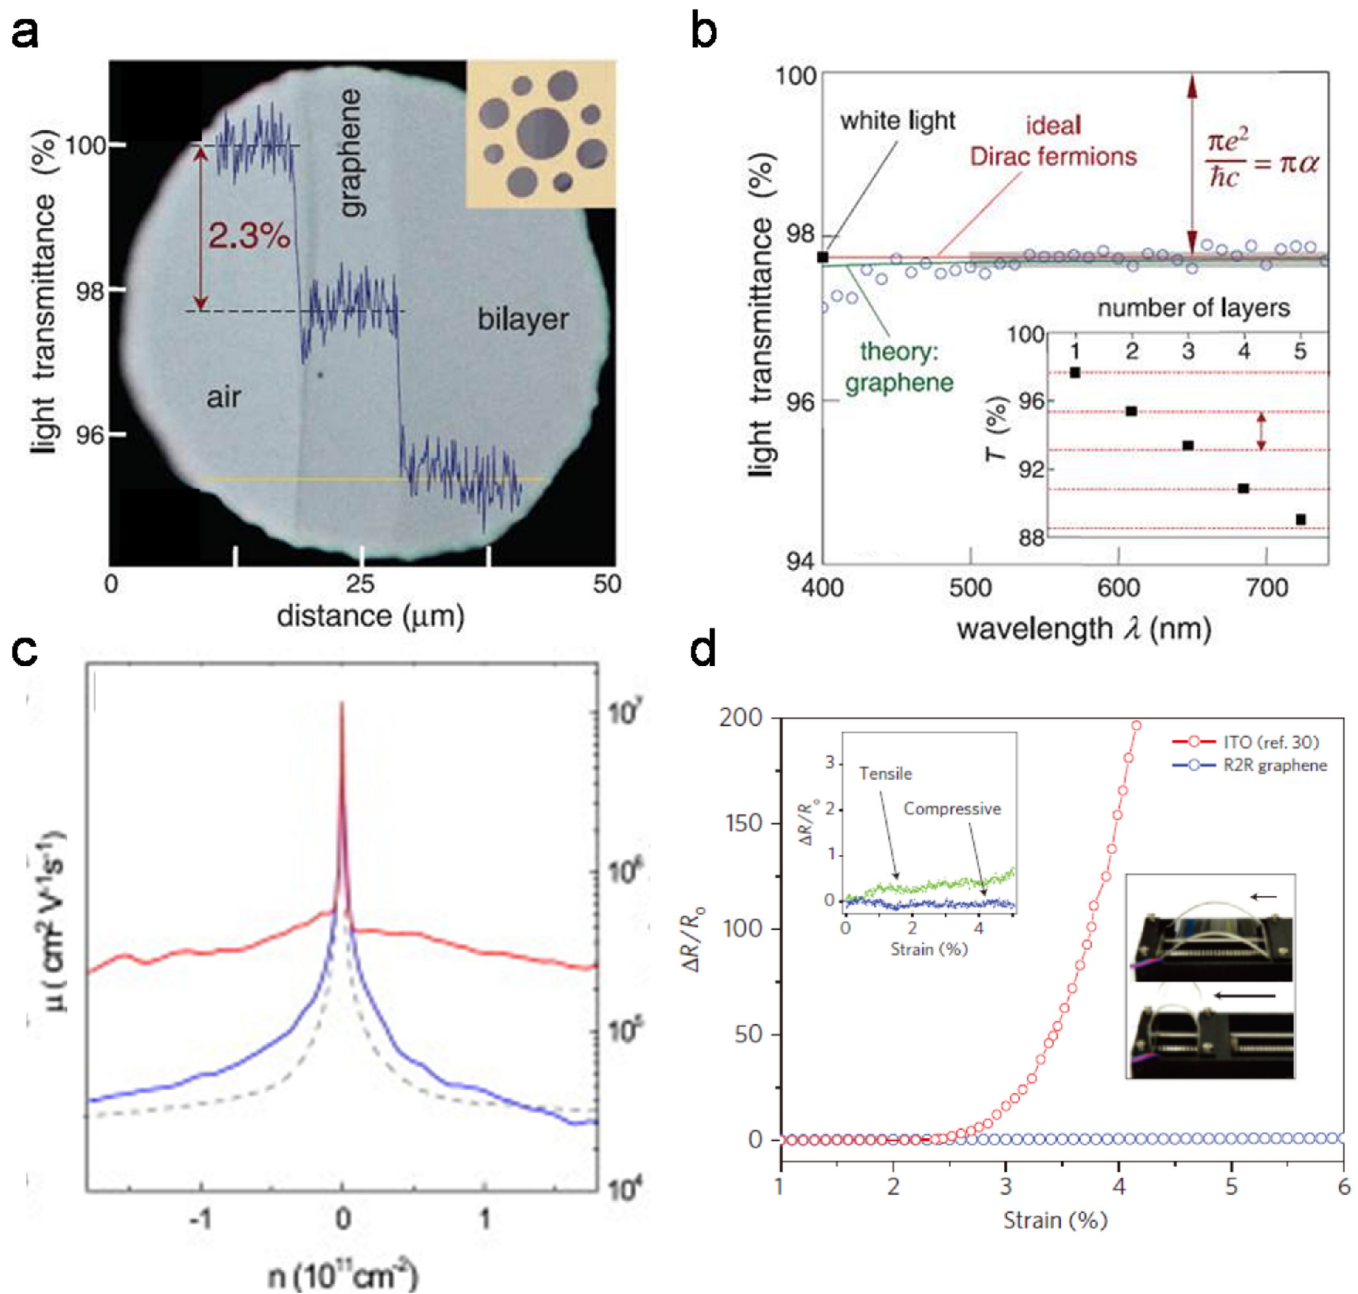 a
light transmittance (%)
100
98
96
2.3%
graphene
air
bilayer
0
25
50
distance (μm)
b
light transmittance (%)
100
98
96
94
white light
ideal
Dirac fermions
πe²
ħc
= πα
theory:
graphene
number of layers
1 2 3 4 5
T (%)
100
96
92
88
400 500 600 700
wavelength λ (nm)
c
μ ( cm² V⁻¹s⁻¹)
10⁷
10⁶
10⁵
10⁴
-1 0 1
n (10¹¹cm⁻²)
d
ΔR/Rₒ
200
150
100
50
0
ITO (ref. 30)
R2R graphene
ΔR/Rₒ
3
2
1
0
Tensile
Compressive
0 2 4
Strain (%)
1 2 3 4 5 6
Strain (%)